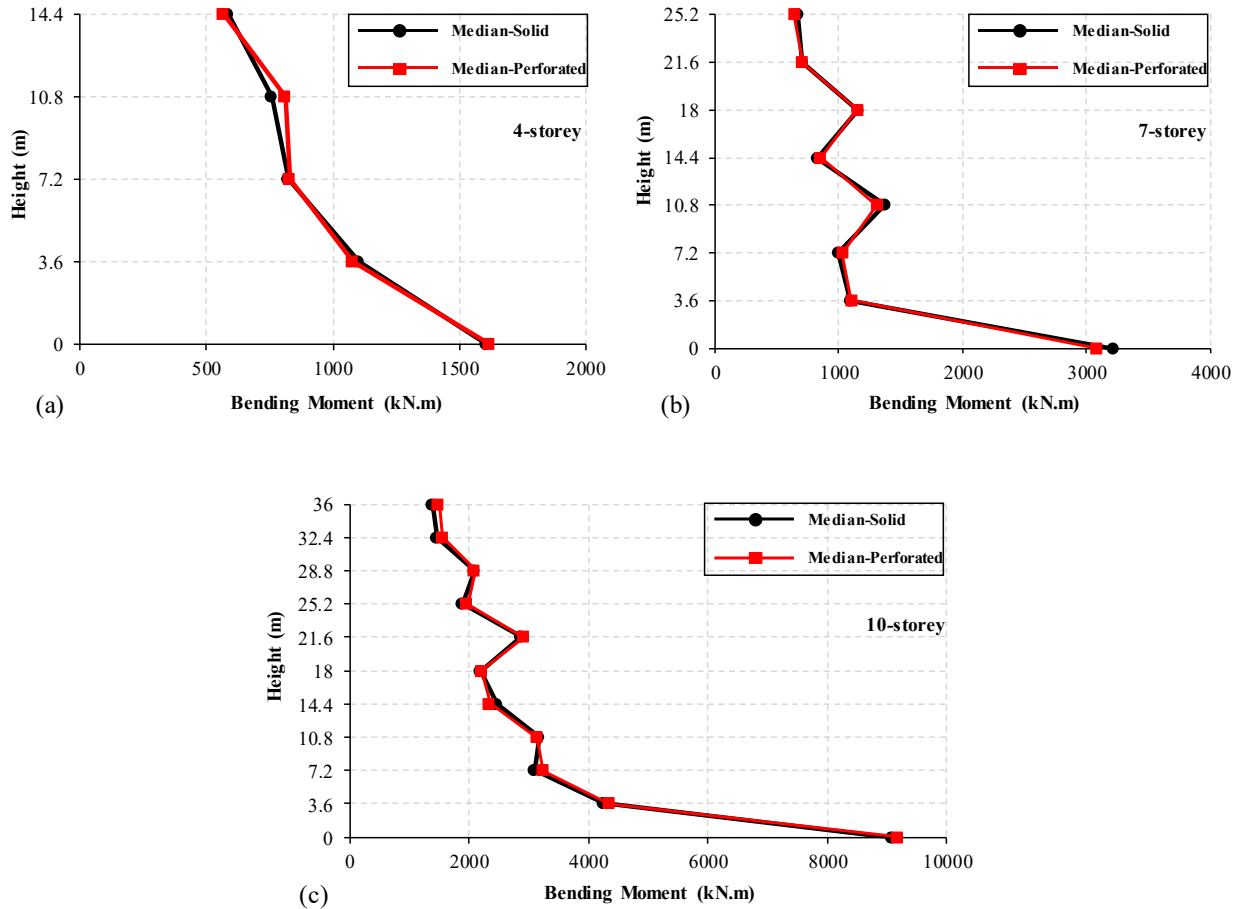 14.4
10.8
7.2
3.6
0
Height (m)
0 500 1000 1500 2000
Bending Moment (kN.m)
Median-Solid
Median-Perforated
4-storey
(a)
25.2
21.6
18
14.4
10.8
7.2
3.6
0
Height (m)
0 1000 2000 3000 4000
Bending Moment (kN.m)
Median-Solid
Median-Perforated
7-storey
(b)
36
32.4
28.8
25.2
21.6
18
14.4
10.8
7.2
3.6
0
Height (m)
0 2000 4000 6000 8000 10000
Bending Moment (kN.m)
Median-Solid
Median-Perforated
10-storey
(c)